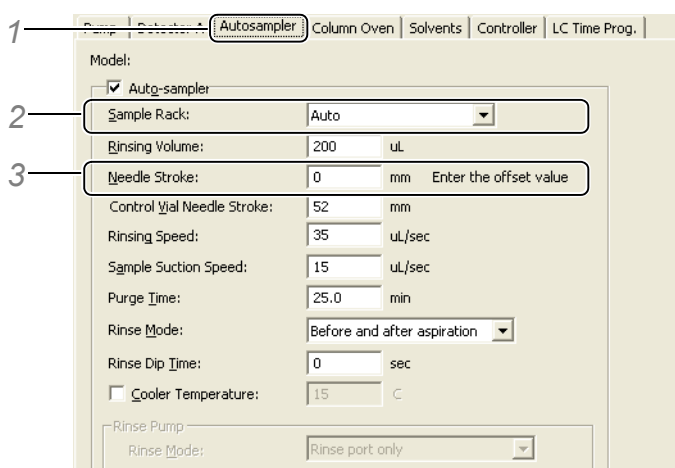 1
Autosampler Column Oven Solvents Controller LC Time Prog.
Model:
Auto-sampler
2
Sample Rack: Auto
Rinsing Volume: 200 uL
3
Needle Stroke: 0 mm Enter the offset value
Control Vial Needle Stroke: 52 mm
Rinsing Speed: 35 uL/sec
Sample Suction Speed: 15 uL/sec
Purge Time: 25.0 min
Rinse Mode: Before and after aspiration
Rinse Dip Time: 0 sec
Cooler Temperature: 15 C
Rinse Pump
Rinse Mode: Rinse port only